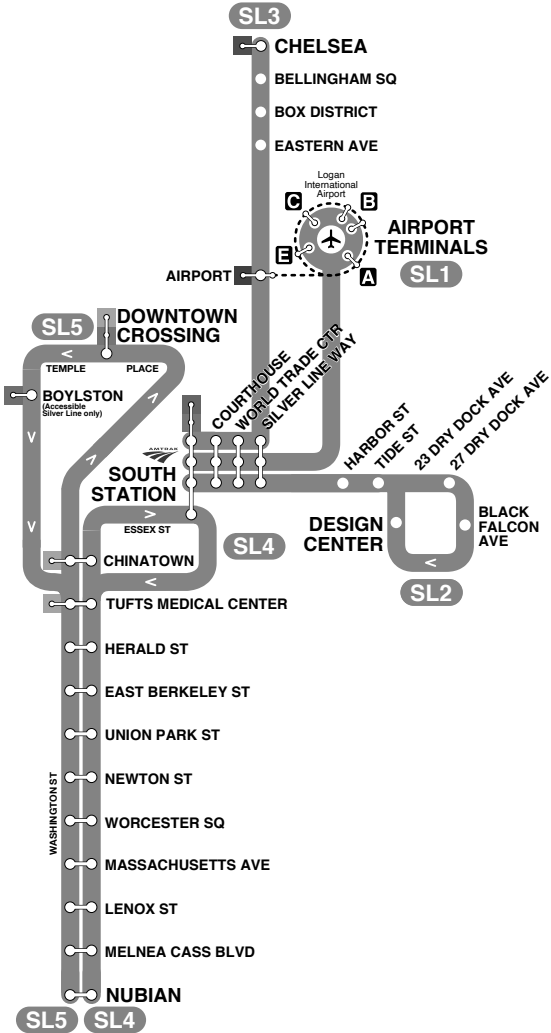 SL3
CHELSEA
BELLINGHAM SQ
BOX DISTRICT
EASTERN AVE
Logan
International
Airport
C
B
E
A
AIRPORT
TERMINALS
SL1
AIRPORT
SL5
DOWNTOWN
CROSSING
TEMPLE
PLACE
BOYLSTON
(Accessible
Silver Line only)
COURTHOUSE
WORLD TRADE CTR
SILVER LINE WAY
AMTRAK
SOUTH
STATION
HARBOR ST
TIDE ST
23 DRY DOCK AVE
27 DRY DOCK AVE
ESSEX ST
DESIGN
CENTER
BLACK
FALCON
AVE
SL4
CHINATOWN
SL2
TUFTS MEDICAL CENTER
HERALD ST
EAST BERKELEY ST
UNION PARK ST
NEWTON ST
WASHINGTON ST
WORCESTER SQ
MASSACHUSETTS AVE
LENOX ST
MELNEA CASS BLVD
NUBIAN
SL5
SL4